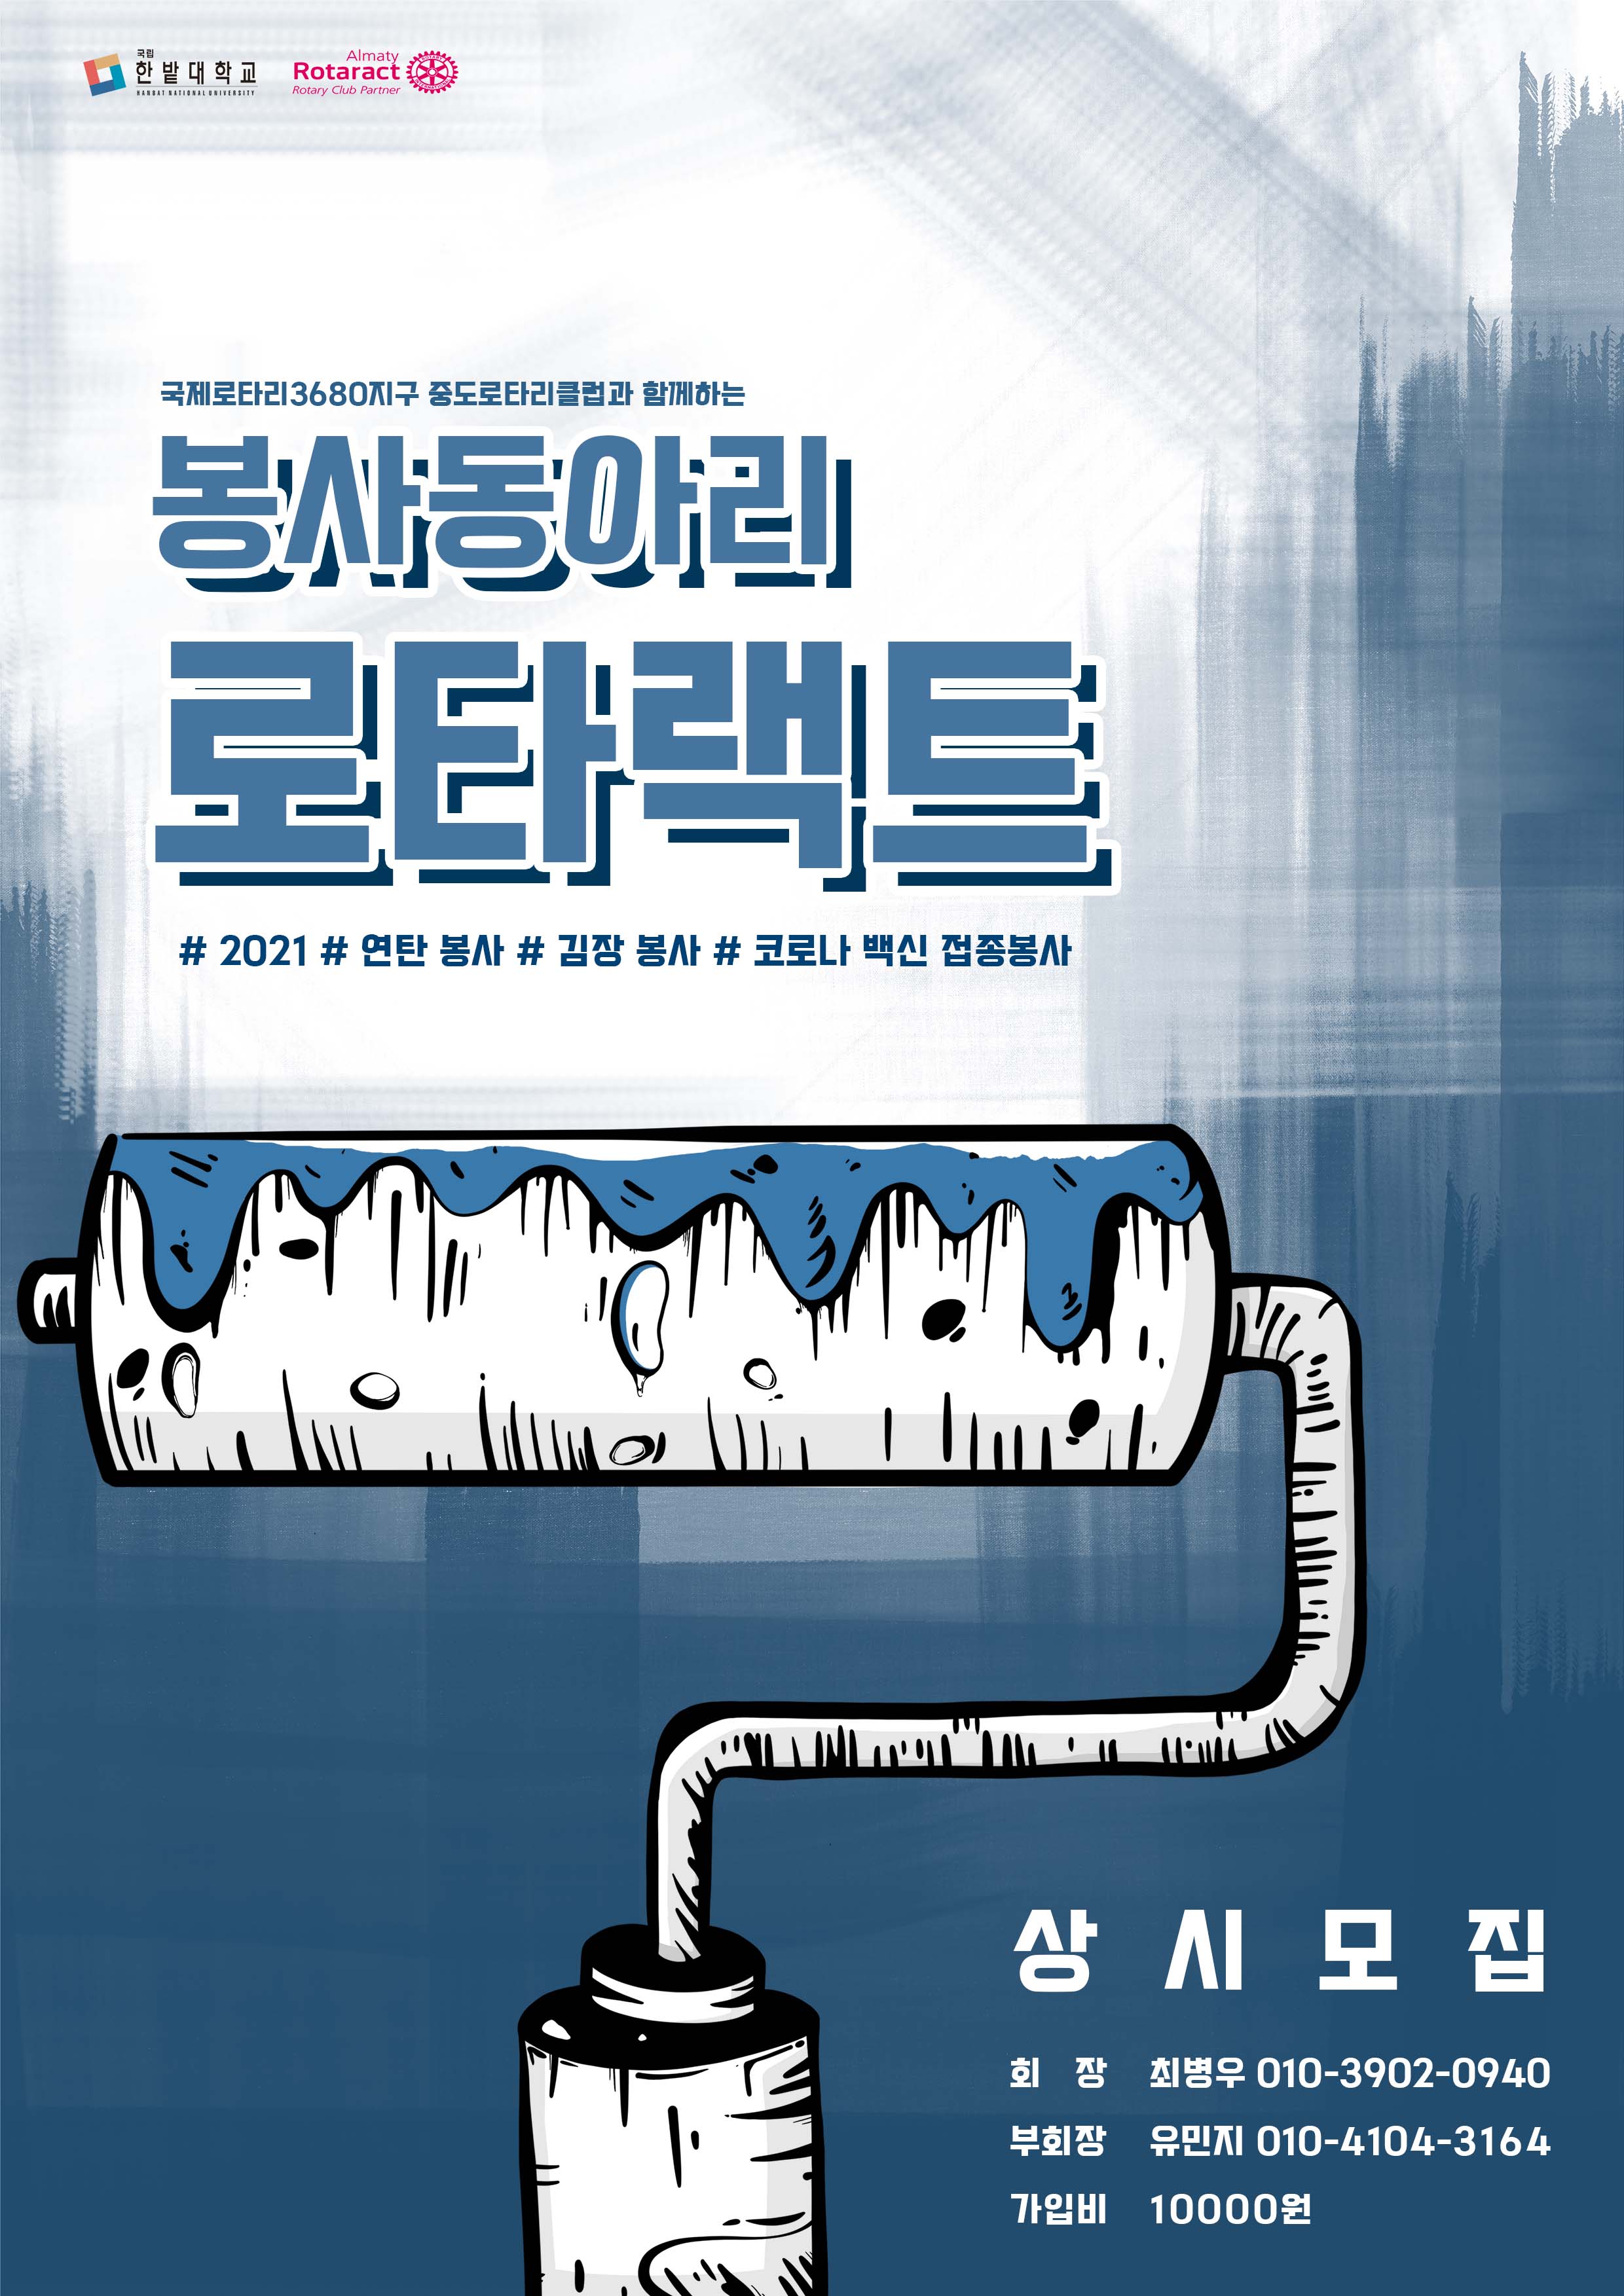 국립
한밭대학교
HANBAT NATIONAL UNIVERSITY
Almaty
Rotaract
Rotary Club Partner
국제로타리3680지구 중도로타리클럽과 함께하는
봉사동아리
로타랙트
# 2021 # 연탄 봉사 # 김장 봉사 # 코로나 백신 접종봉사
상시모집
회 장 최병우 010-3902-0940
부회장 유민지 010-4104-3164
가입비 10000원